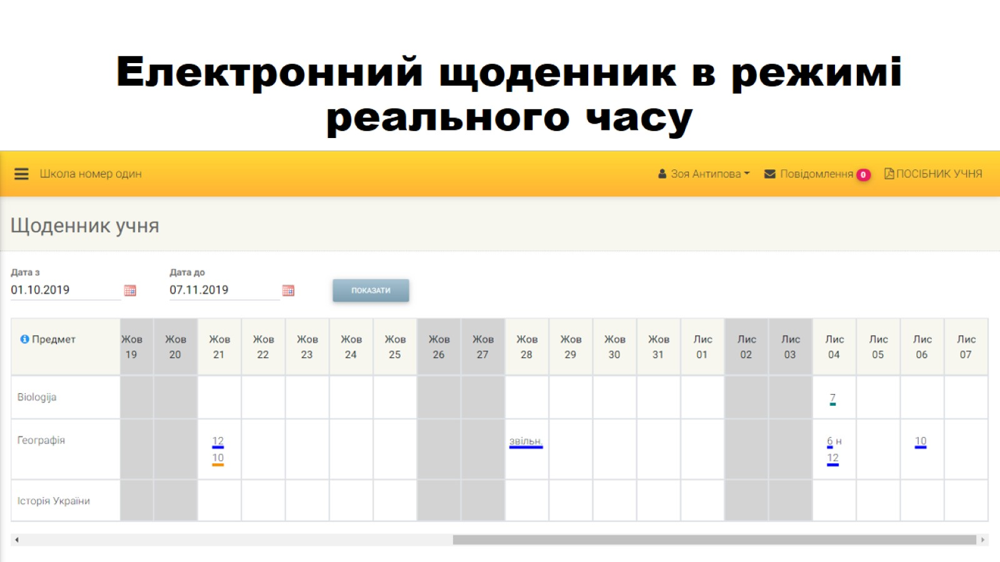 Електронний щоденник в режимі
реального часу
Школа номер один
Зоя Антипова
Повідомлення 0
ПОСІБНИК УЧНЯ
Щоденник учня
Дата з
Дата до
01.10.2019
07.11.2019
ПОКАЗАТИ
Предмет
Жов 19
Жов 20
Жов 21
Жов 22
Жов 23
Жов 24
Жов 25
Жов 26
Жов 27
Жов 28
Жов 29
Жов 30
Жов 31
Лис 01
Лис 02
Лис 03
Лис 04
Лис 05
Лис 06
Лис 07
Biologija
7
Географія
12
10
звільн.
6 н
12
10
Історія України